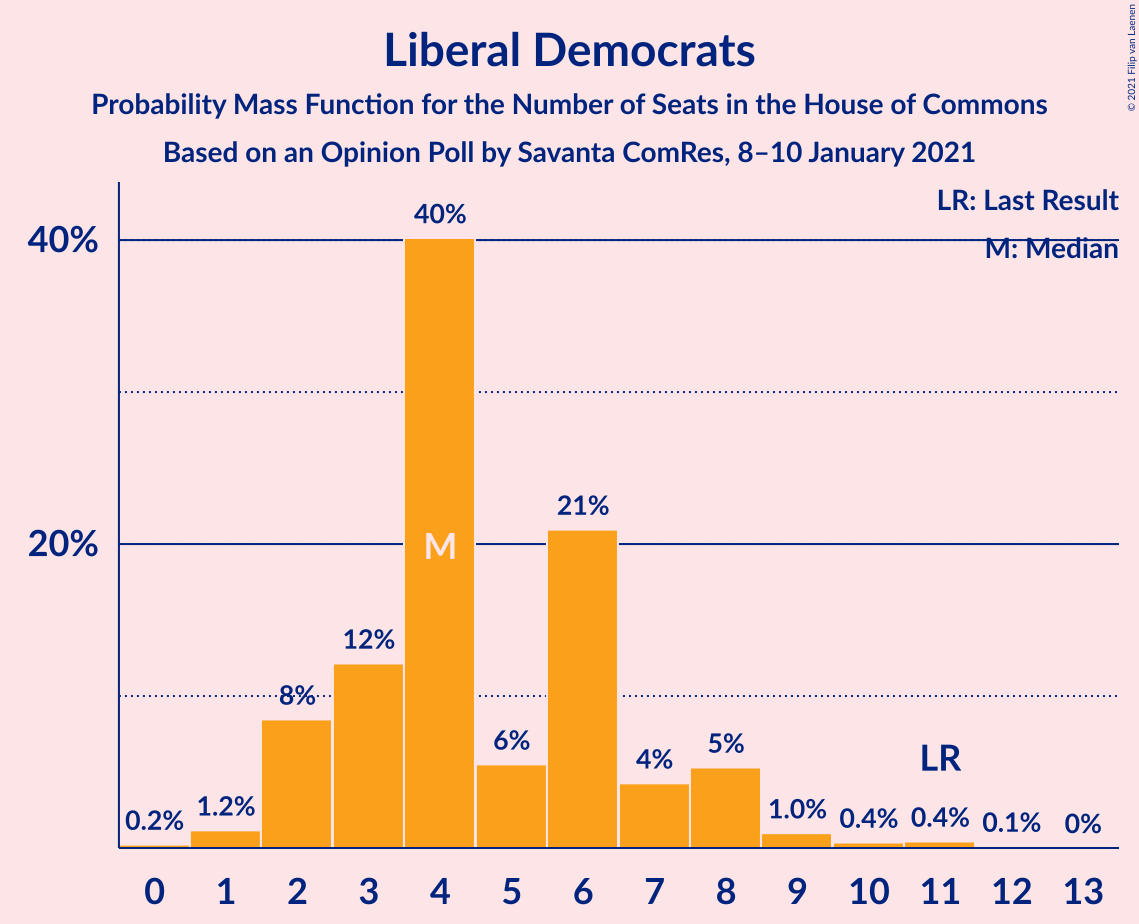 Liberal Democrats
Probability Mass Function for the Number of Seats in the House of Commons
Based on an Opinion Poll by Savanta ComRes, 8–10 January 2021
© 2021 Filip van Laenen
LR: Last Result
M: Median
40%
20%
0.2%
1.2%
8%
12%
40%
M
6%
21%
4%
5%
1.0%
0.4%
LR
0.4%
0.1%
0%
0 1 2 3 4 5 6 7 8 9 10 11 12 13